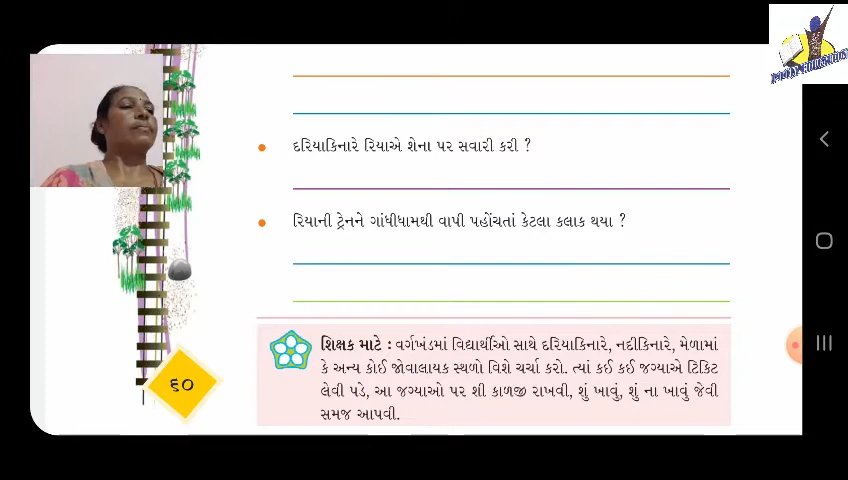 દરિયાકિનારે રિયાએ શેના પર સવારી કરી ?
રિયાની ટ્રેનને ગાંધીધામથી વાપી પહોંચતાં કેટલા કલાક થયા ?
શિક્ષક માટે : વર્ગખંડમાં વિદ્યાર્થીઓ સાથે દરિયાકિનારે, નદીકિનારે, મેળામાં
કે અન્ય કોઈ જોવાલાયક સ્થળો વિશે ચર્ચા કરો. ત્યાં કઈ કઈ જગ્યાએ ટિકિટ
લેવી પડે, આ જગ્યાઓ પર શી કાળજી રાખવી, શું ખાવું, શું ના ખાવું જેવી
સમજ આપવી.
૬૦